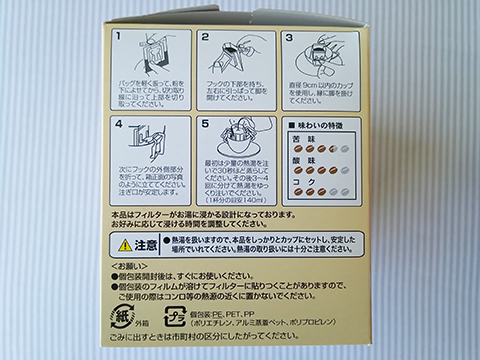 1
バッグを軽く振って、粉を
下によせてから、切り取り
線に沿って上部を切り
取ってください。
2
フックの下部を持ち、
左右に引っぱって脚を
開けてください。
3
直径9cm以内のカップ
を使用し、縁に脚を掛け
てください。
4
次にフックの外側部分
を折って、箱正面の写真
のように立ててください。
注ぎ口が安定します。
5
最初は少量の熱湯を注
いで30秒ほど蒸らして
ください。その後3〜4
回に分けて熱湯をゆっ
くり注いでください。
(1杯分の目安140ml)
■味わいの特徴
苦味
酸味
コク
本品はフィルターがお湯に浸かる設計になっております。
お好みに応じて浸ける時間を調整してください。
注意
●熱湯を扱いますので、本品をしっかりとカップにセットし、安定した
場所でいれてください。熱湯の取り扱いには十分ご注意ください。
<お願い>
●個包装開封後は、すぐにお使いください。
●個包装のフィルムが溶けてフィルターに貼りつくことがありますので、
ご使用の際はコンロ等の熱源の近くに置かないでください。
紙
外箱
プラ
個包装:PE、PET、PP
(ポリエチレン、アルミ蒸着ペット、ポリプロピレン)
ごみに出すときは市町村の区分にしたがってください。